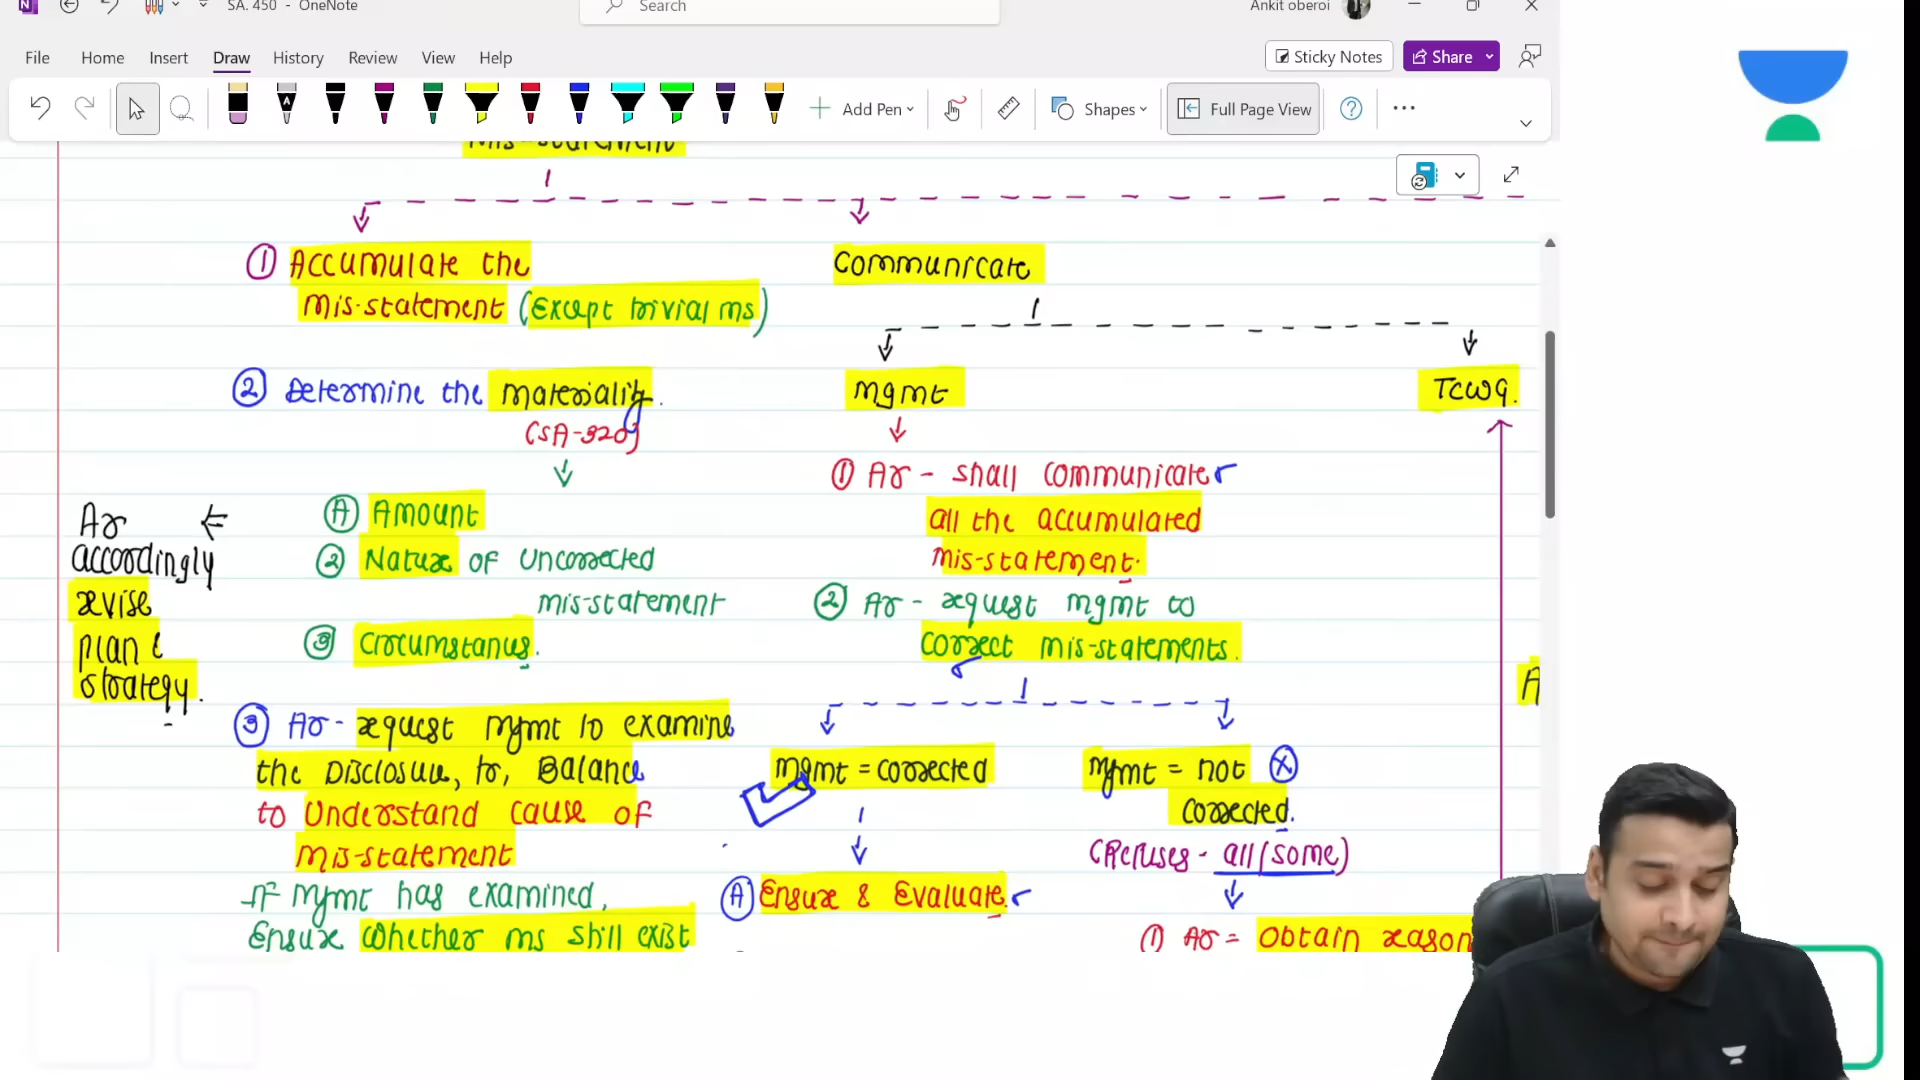 SA. 450 - OneNote
Search
Ankit oberoi
File Home Insert Draw History Review View Help
Sticky Notes Share
Add Pen Shapes Full Page View
Mis-statement
① Accumulate the
Mis-statement (Except trivial ms)
Communicate
② Determine the Materiality.
(SA-320)
Mgmt
TCWG.
① Ar - shall communicate
all the accumulated
Mis-statement.
Ⓐ Amount
② Nature of Uncorrected
mis-statement
③ Circumstances.
Ar
accordingly
revise
plan &
strategy.
② Ar - request mgmt to
correct mis-statements.
③ Ar - request Mgmt to examine
the Disclosure, tr, Balance
to Understand cause of
Mis-statement
If Mgmt has examined,
Ensure whether ms still exist
Mgmt = corrected
Ⓐ Ensure & Evaluate.
Mgmt = not
corrected.
(Refuses - all/some)
① Ar = Obtain reason
A